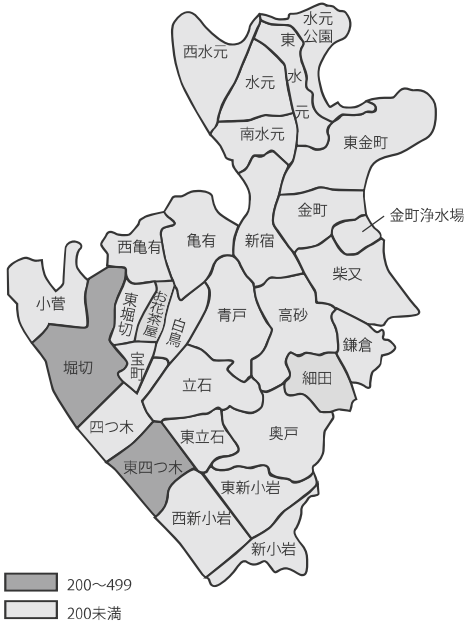 水元
公園
東
水
元
西水元
水元
南水元
東金町
金町
金町浄水場
新宿
柴又
亀有
西亀有
小菅
東堀切
お花茶屋
白鳥
青戸
高砂
鎌倉
堀切
宝町
細田
立石
四つ木
東立石
奥戸
東四つ木
東新小岩
西新小岩
新小岩
200～499
200未満